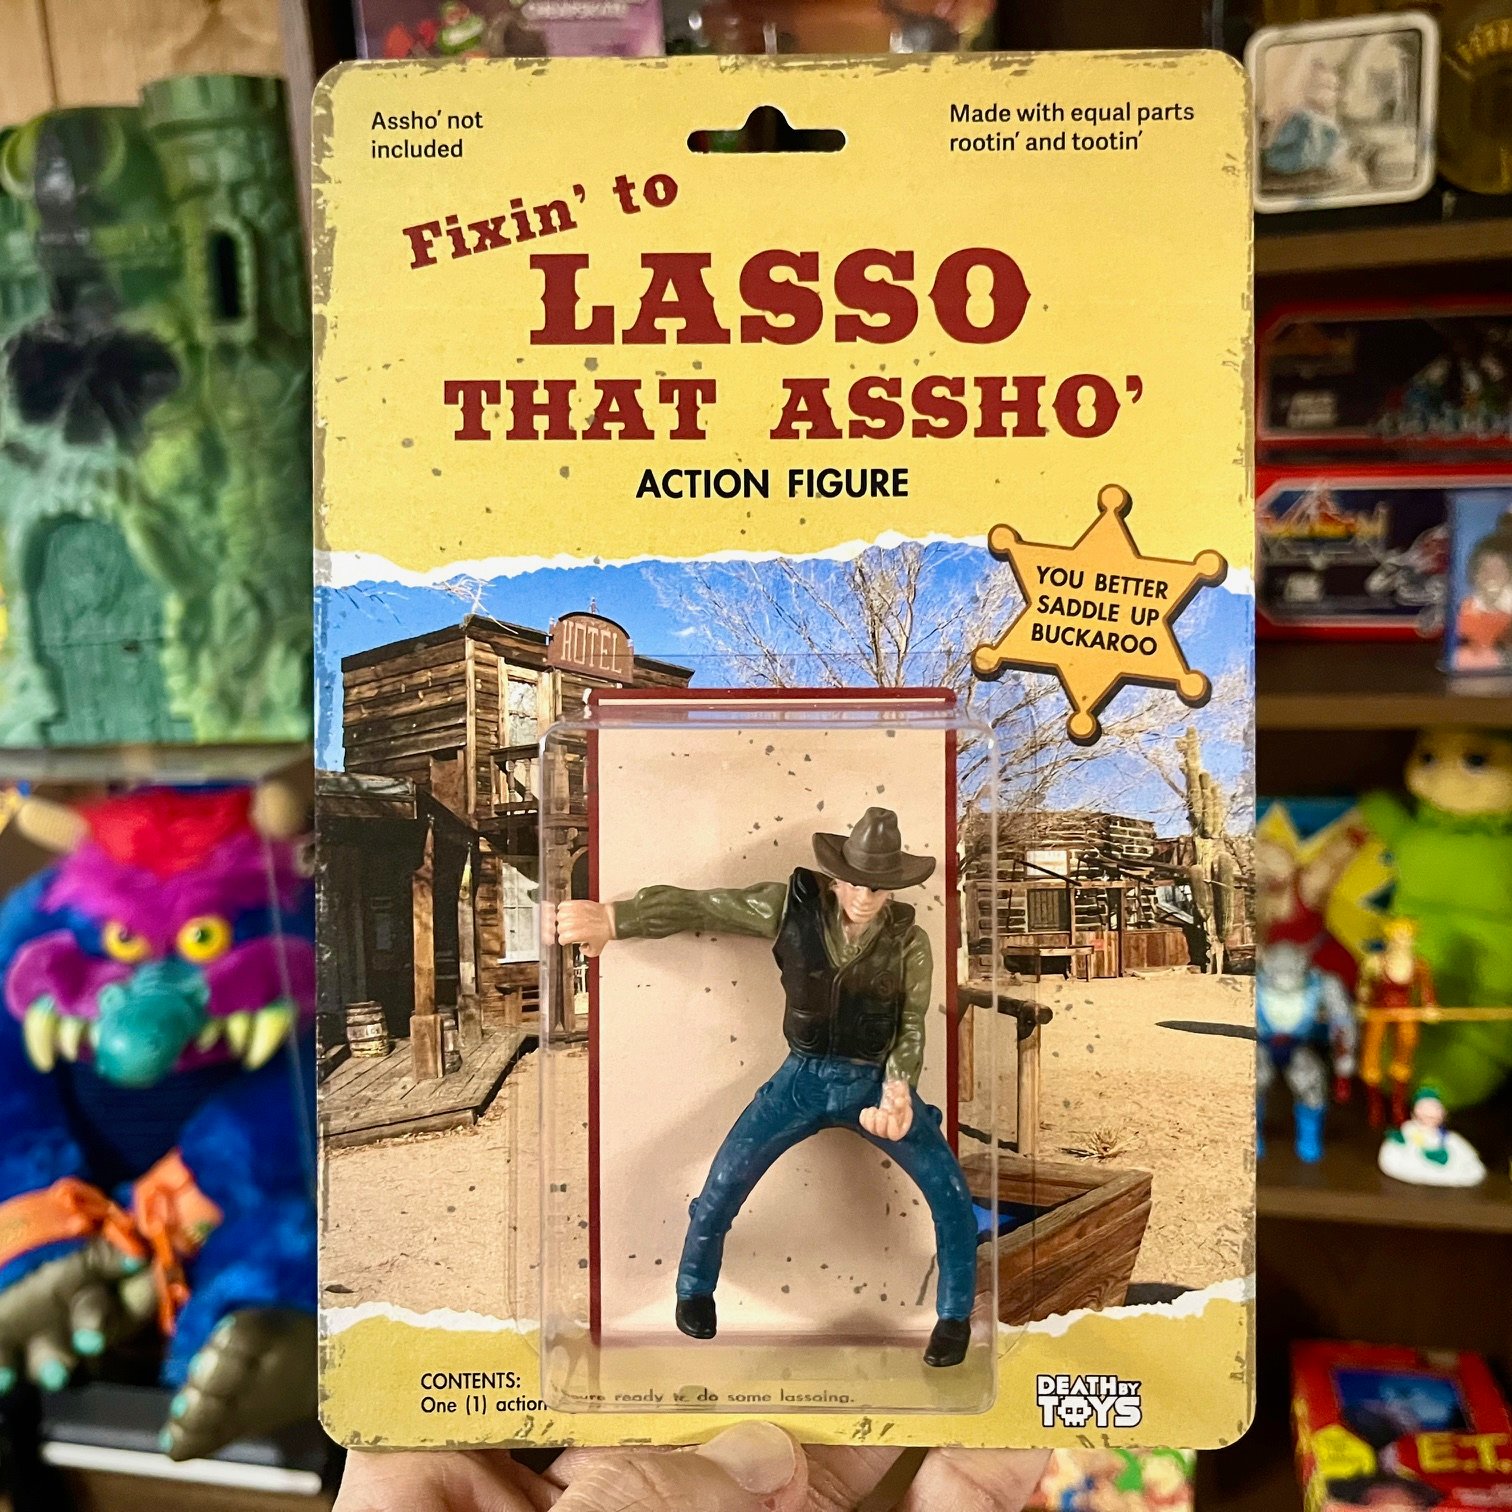 Assho' not
included
Made with equal parts
rootin' and tootin'
Fixin' to
LASSO
THAT ASSHO'
ACTION FIGURE
YOU BETTER
SADDLE UP
BUCKAROO
HOTEL
CONTENTS:
One (1) action
ready to do some lassoing.
DEATH BY
TOYS
E.T.